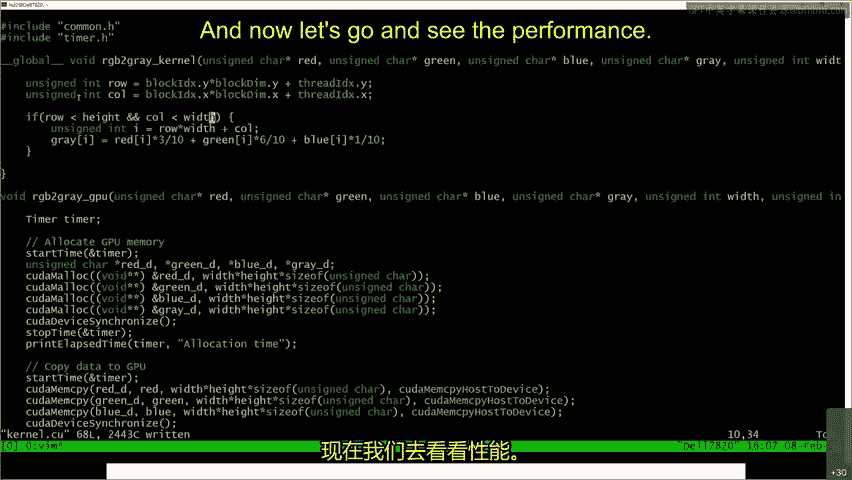 And now let's go and see the performance.
#include "common.h"
#include "timer.h"
__global__ void rgb2gray_kernel(unsigned char* red, unsigned char* green, unsigned char* blue, unsigned char* gray, unsigned int widt
unsigned int row = blockIdx.y*blockDim.y + threadIdx.y;
unsigned int col = blockIdx.x*blockDim.x + threadIdx.x;
if(row < height && col < width) {
unsigned int i = row*width + col;
gray[i] = red[i]*3/10 + green[i]*6/10 + blue[i]*1/10;
}
}
void rgb2gray_gpu(unsigned char* red, unsigned char* green, unsigned char* blue, unsigned char* gray, unsigned int width, unsigned in
Timer timer;
// Allocate GPU memory
startTime(&timer);
unsigned char *red_d, *green_d, *blue_d, *gray_d;
cudaMalloc((void**) &red_d, width*height*sizeof(unsigned char));
cudaMalloc((void**) &green_d, width*height*sizeof(unsigned char));
cudaMalloc((void**) &blue_d, width*height*sizeof(unsigned char));
cudaMalloc((void**) &gray_d, width*height*sizeof(unsigned char));
cudaDeviceSynchronize();
stopTime(&timer);
printElapsedTime(timer, "Allocation time");
// Copy data to GPU
startTime(&timer);
cudaMemcpy(red_d, red, width*height*sizeof(unsigned char), cudaMemcpyHostToDevice);
cudaMemcpy(green_d, green, width*height*sizeof(unsigned char), cudaMemcpyHostToDevice);
cudaMemcpy(blue_d, blue, width*height*sizeof(unsigned char), cudaMemcpyHostToDevice);
cudaDeviceSynchronize();
"kernel.cu" 68L, 2443C written 10,34 To
[0] 0:vim* "Dell7820" 16:07 08-feb-
现在我们去看看性能。
+30